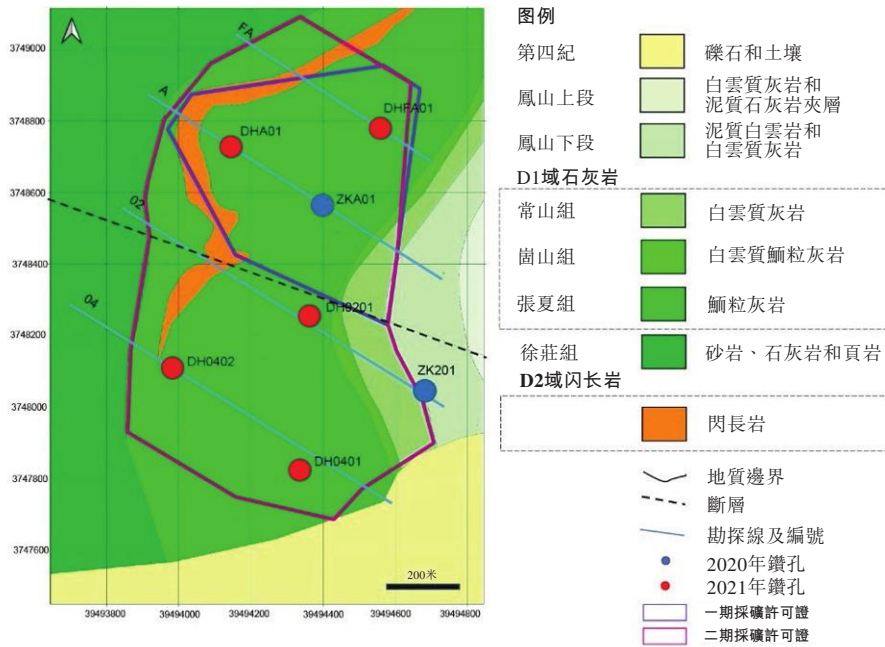 3749000
3748800
3748600
3748400
3748200
3748000
3747800
3747600
39493800
39494000
39494200
39494400
39494600
39494800
FA
A
02
04
DHA01
DHFA01
ZKA01
DH0201
DH0402
ZK201
DH0401
200米
图例
第四紀
礫石和土壤
鳳山上段
白雲質灰岩和
泥质石灰岩夾層
鳳山下段
泥质白雲岩和
白雲質灰岩
D1域石灰岩
常山組
白雲質灰岩
崮山組
白雲質鮞粒灰岩
張夏組
鮞粒灰岩
徐莊組
砂岩、石灰岩和頁岩
D2域闪长岩
閃長岩
地質邊界
斷層
勘探線及編號
2020年鑽孔
2021年鑽孔
一期採礦許可證
二期採礦許可證